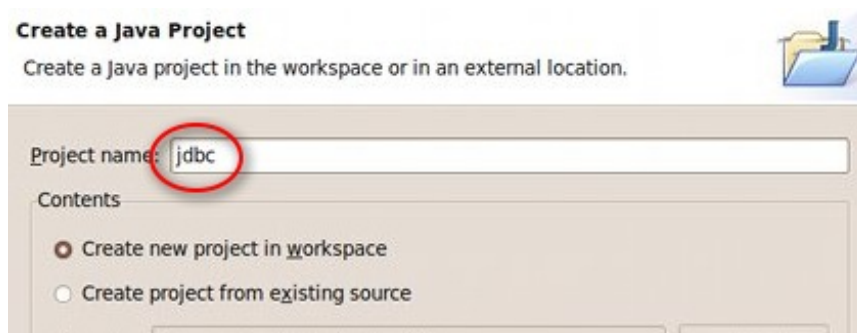 Create a Java Project
Create a Java project in the workspace or in an external location.
Project name: jdbc
Contents
Create new project in workspace
Create project from existing source